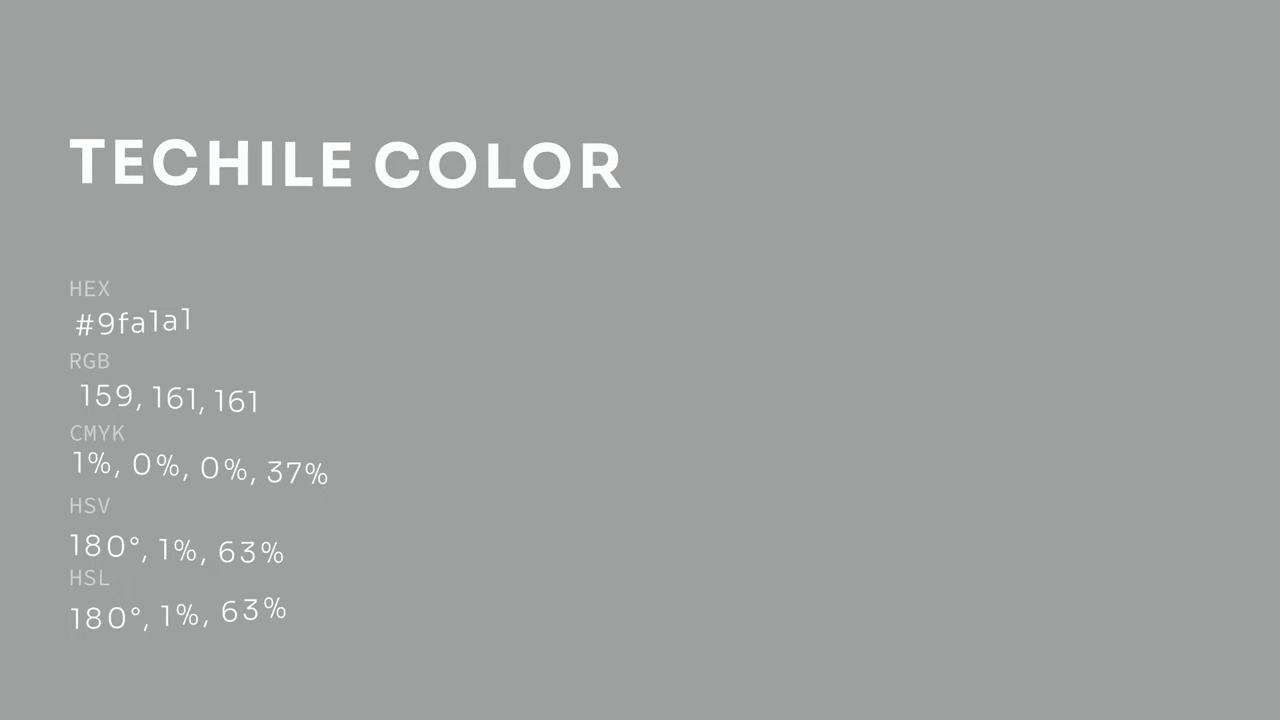 TECHILE COLOR
HEX
#9fa1a1
RGB
159, 161, 161
CMYK
1%, 0%, 0%, 37%
HSV
180°, 1%, 63%
HSL
180°, 1%, 63%